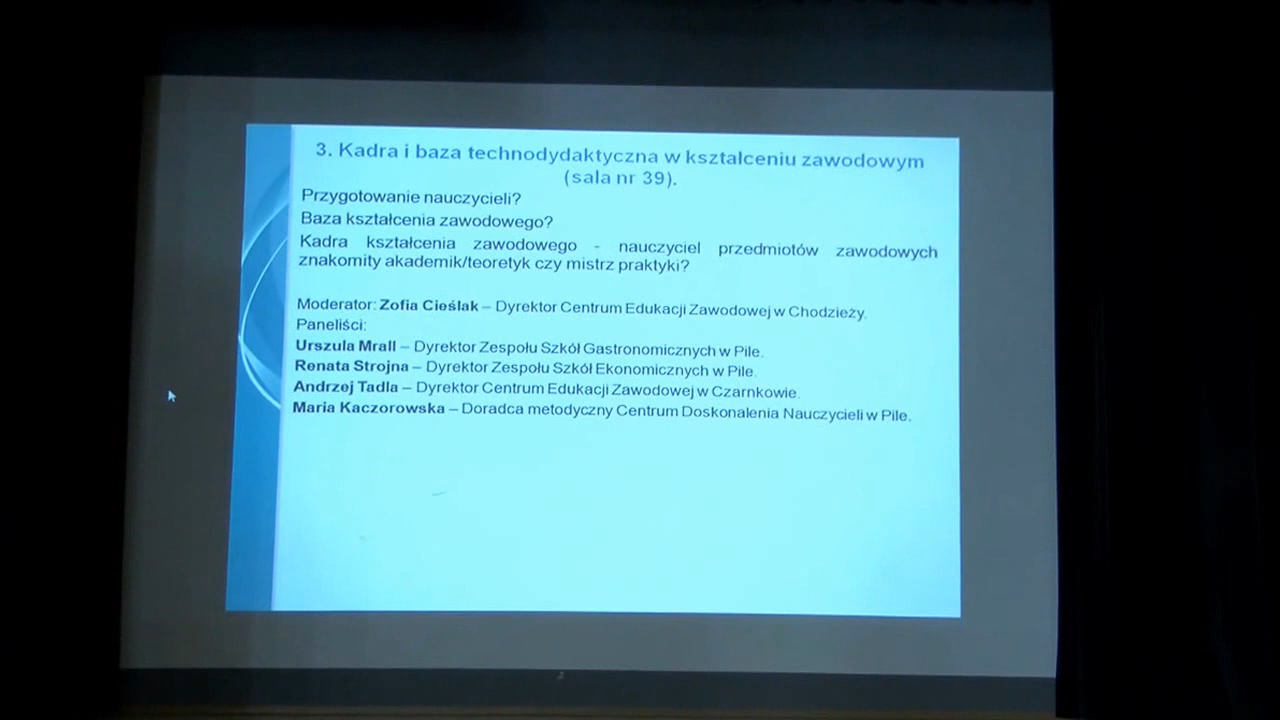 3. Kadra i baza technodydaktyczna w kształceniu zawodowym
(sala nr 39).
Przygotowanie nauczycieli?
Baza kształcenia zawodowego?
Kadra kształcenia zawodowego - nauczyciel przedmiotów zawodowych
znakomity akademik/teoretyk czy mistrz praktyki?
Moderator: Zofia Cieślak – Dyrektor Centrum Edukacji Zawodowej w Chodzieży.
Paneliści:
Urszula Mrall – Dyrektor Zespołu Szkół Gastronomicznych w Pile.
Renata Strojna – Dyrektor Zespołu Szkół Ekonomicznych w Pile.
Andrzej Tadla – Dyrektor Centrum Edukacji Zawodowej w Czarnkowie.
Maria Kaczorowska – Doradca metodyczny Centrum Doskonalenia Nauczycieli w Pile.